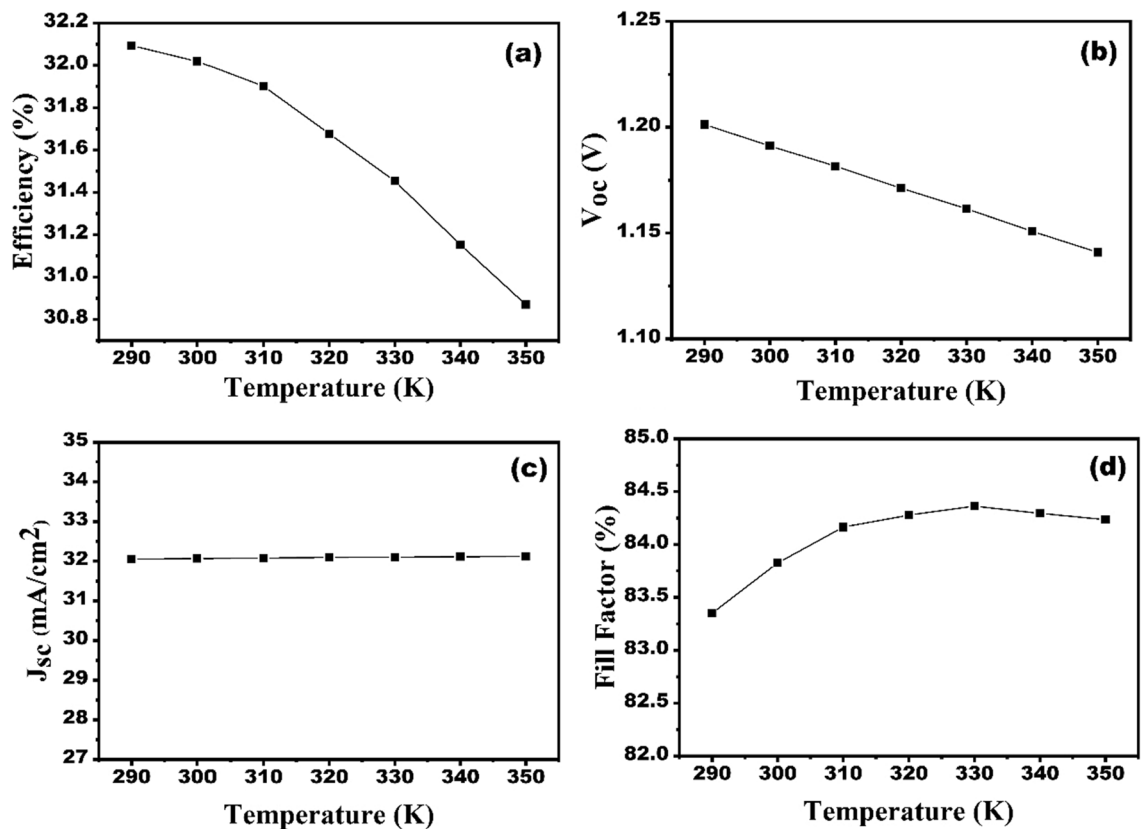 (a)
Efficiency (%)
32.2
32.0
31.8
31.6
31.4
31.2
31.0
30.8
290 300 310 320 330 340 350
Temperature (K)
(b)
VOC (V)
1.25
1.20
1.15
1.10
290 300 310 320 330 340 350
Temperature (K)
(c)
JSC (mA/cm²)
35
34
33
32
31
30
29
28
27
290 300 310 320 330 340 350
Temperature (K)
(d)
Fill Factor (%)
85.0
84.5
84.0
83.5
83.0
82.5
82.0
290 300 310 320 330 340 350
Temperature (K)